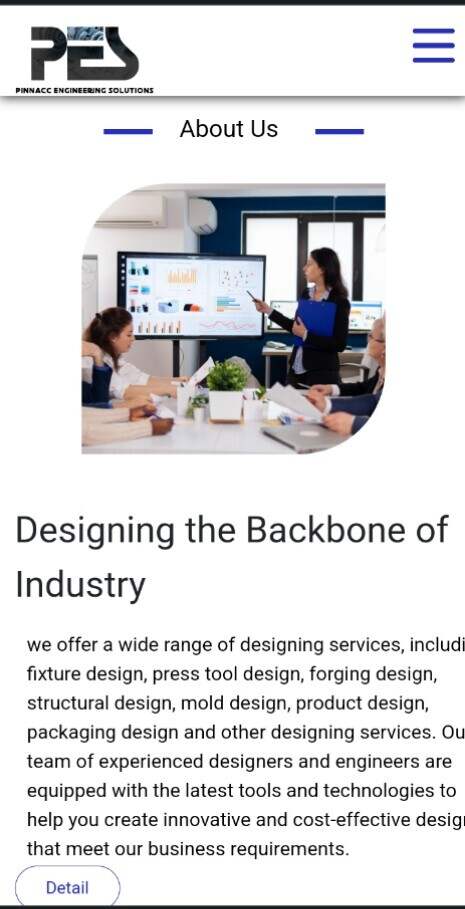 PES
PINNACC ENGINEERING SOLUTIONS
About Us
Designing the Backbone of
Industry
we offer a wide range of designing services, includi
fixture design, press tool design, forging design,
structural design, mold design, product design,
packaging design and other designing services. Ou
team of experienced designers and engineers are
equipped with the latest tools and technologies to
help you create innovative and cost-effective desig
that meet our business requirements.
Detail